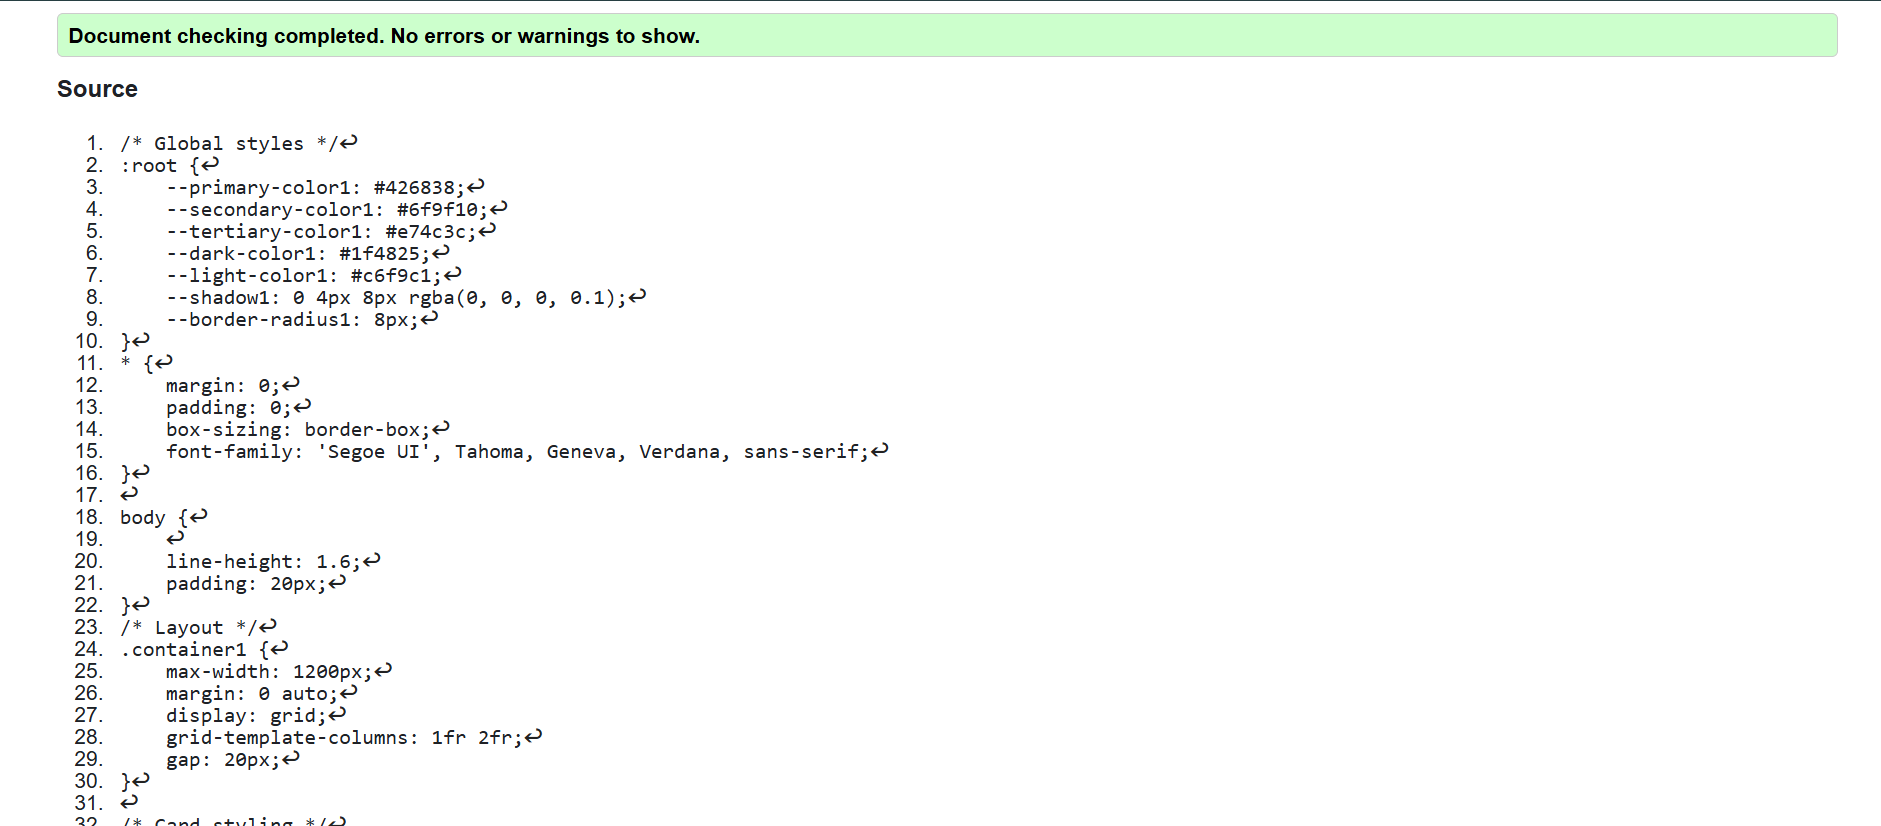 Document checking completed. No errors or warnings to show.
Source
1. /* Global styles */↩
2. :root {↩
3. --primary-color1: #426838;↩
4. --secondary-color1: #6f9f10;↩
5. --tertiary-color1: #e74c3c;↩
6. --dark-color1: #1f4825;↩
7. --light-color1: #c6f9c1;↩
8. --shadow1: 0 4px 8px rgba(0, 0, 0, 0.1);↩
9. --border-radius1: 8px;↩
10. }↩
11. * {↩
12. margin: 0;↩
13. padding: 0;↩
14. box-sizing: border-box;↩
15. font-family: 'Segoe UI', Tahoma, Geneva, Verdana, sans-serif;↩
16. }↩
17. ↩
18. body {↩
19. ↩
20. line-height: 1.6;↩
21. padding: 20px;↩
22. }↩
23. /* Layout */↩
24. .container1 {↩
25. max-width: 1200px;↩
26. margin: 0 auto;↩
27. display: grid;↩
28. grid-template-columns: 1fr 2fr;↩
29. gap: 20px;↩
30. }↩
31. ↩
32. /* Card styling */↩